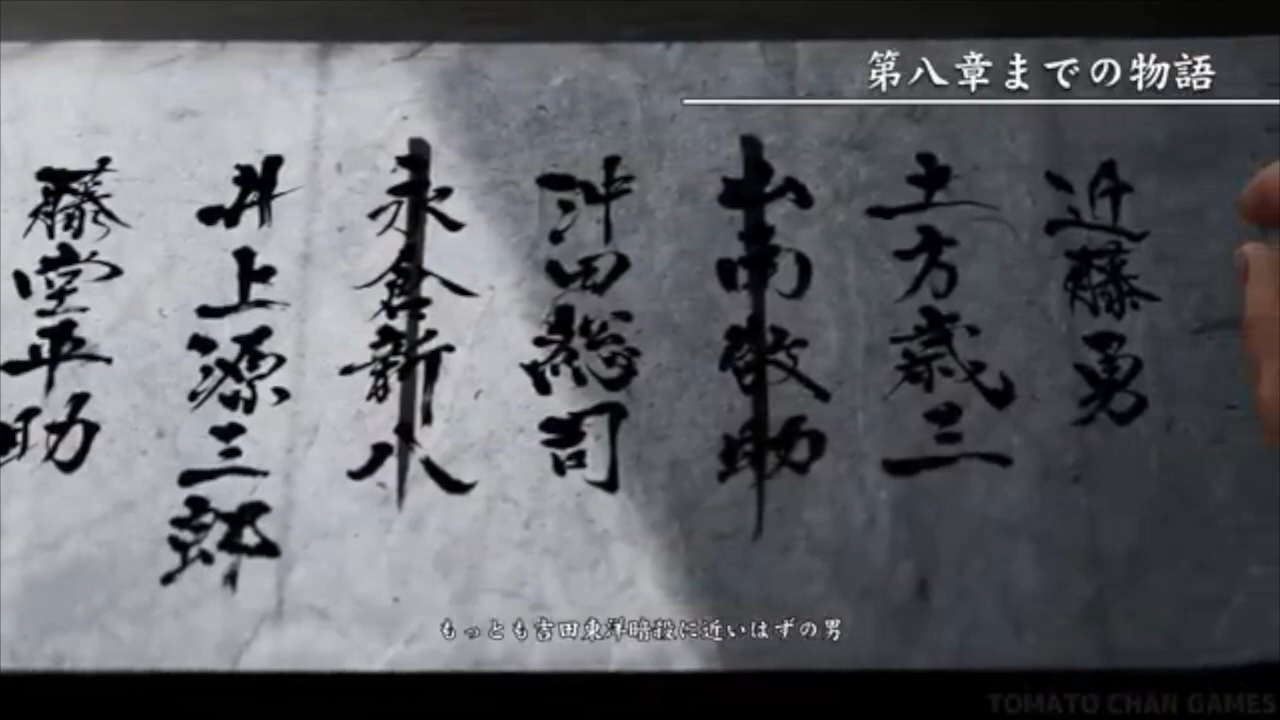 第八章までの物語
近藤勇
土方歳三
山南敬助
沖田総司
永倉新八
井上源三郎
藤堂平助
もっとも吉田東洋暗殺に近いはずの男
TOMATO CHAN GAMES